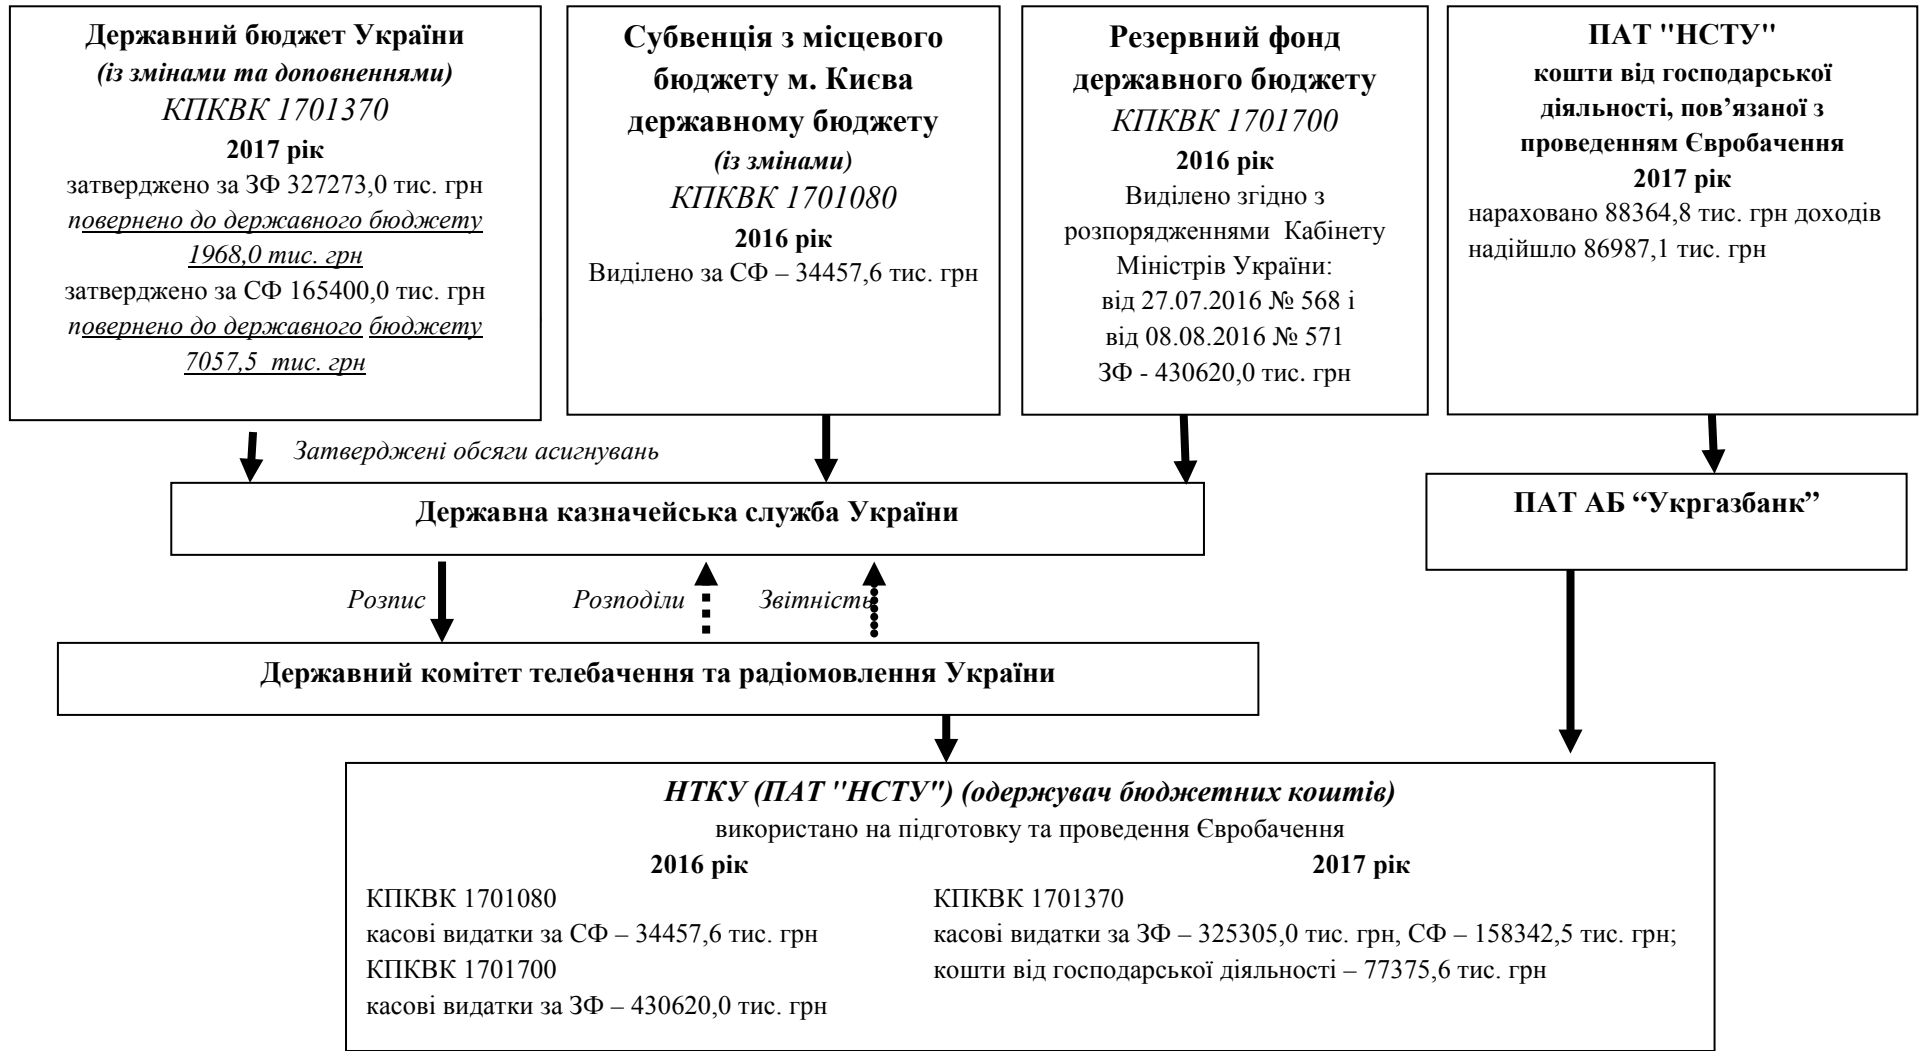 Державний бюджет України
(із змінами та доповненнями)
КПКВК 1701370
2017 рік
затверджено за ЗФ 327273,0 тис. грн
повернено до державного бюджету
1968,0 тис. грн
затверджено за СФ 165400,0 тис. грн
повернено до державного бюджету
7057,5 тис. грн
Субвенція з місцевого
бюджету м. Києва
державному бюджету
(із змінами)
КПКВК 1701080
2016 рік
Виділено за СФ – 34457,6 тис. грн
Резервний фонд
державного бюджету
КПКВК 1701700
2016 рік
Виділено згідно з
розпорядженнями Кабінету
Міністрів України:
від 27.07.2016 № 568 і
від 08.08.2016 № 571
ЗФ - 430620,0 тис. грн
ПАТ "НСТУ"
кошти від господарської
діяльності, пов’язаної з
проведенням Євробачення
2017 рік
нараховано 88364,8 тис. грн доходів
надійшло 86987,1 тис. грн
Затверджені обсяги асигнувань
Державна казначейська служба України
ПАТ АБ “Укргазбанк”
Розпис
Розподіли
Звітність
Державний комітет телебачення та радіомовлення України
НТКУ (ПАТ "НСТУ") (одержувач бюджетних коштів)
використано на підготовку та проведення Євробачення
2016 рік
КПКВК 1701080
касові видатки за СФ – 34457,6 тис. грн
КПКВК 1701700
касові видатки за ЗФ – 430620,0 тис. грн
2017 рік
КПКВК 1701370
касові видатки за ЗФ – 325305,0 тис. грн, СФ – 158342,5 тис. грн;
кошти від господарської діяльності – 77375,6 тис. грн